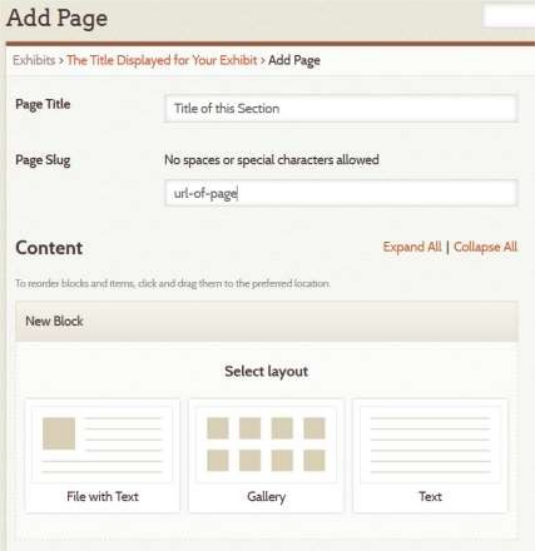 Add Page
Exhibits > The Title Displayed for Your Exhibit > Add Page
Page Title
Title of this Section
Page Slug
No spaces or special characters allowed
url-of-page
Content
Expand All | Collapse All
To reorder blocks and items, click and drag them to the preferred location.
New Block
Select layout
File with Text
Gallery
Text